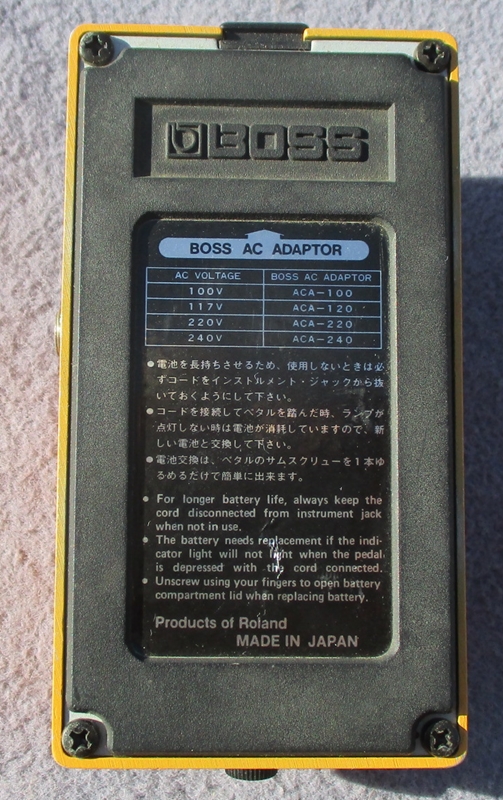 BOSS
BOSS AC ADAPTOR
AC VOLTAGE BOSS AC ADAPTOR
100V ACA-100
117V ACA-120
220V ACA-220
240V ACA-240
●電池を長持ちさせるため、使用しないときは必
ずコードをインストルメント・ジャックから抜
いておくようにして下さい。
●コードを接続してペタルを踏んだ時、ランプが
点灯しない時は電池が消耗していますので、新
しい電池と交換して下さい。
●電池交換は、ペタルのサムスクリューを1本ゆ
るめるだけで簡単に出来ます。
● For longer battery life, always keep the
cord disconnected from instrument jack
when not in use.
● The battery needs replacement if the indi-
cator light will not light when the pedal
is depressed with the cord connected.
● Unscrew using your fingers to open battery
compartment lid when replacing battery.
Products of Roland
MADE IN JAPAN